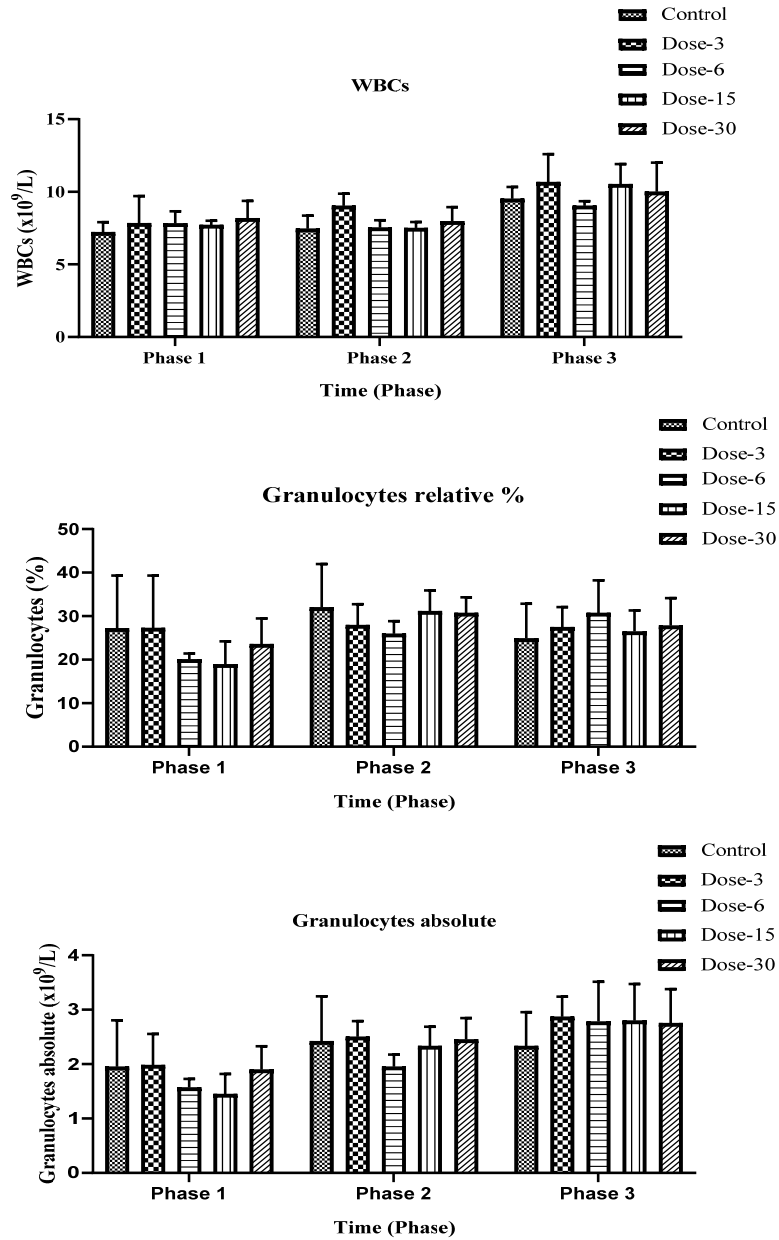 Control
Dose-3
Dose-6
Dose-15
Dose-30
WBCs
WBCs (x10⁹/L)
15
10
5
0
Phase 1 Phase 2 Phase 3
Time (Phase)
Control
Dose-3
Dose-6
Dose-15
Dose-30
Granulocytes relative %
Granulocytes (%)
50
40
30
20
10
0
Phase 1 Phase 2 Phase 3
Time (Phase)
Control
Dose-3
Dose-6
Dose-15
Dose-30
Granulocytes absolute
Granulocytes absolute (x10⁹/L)
4
3
2
1
0
Phase 1 Phase 2 Phase 3
Time (Phase)